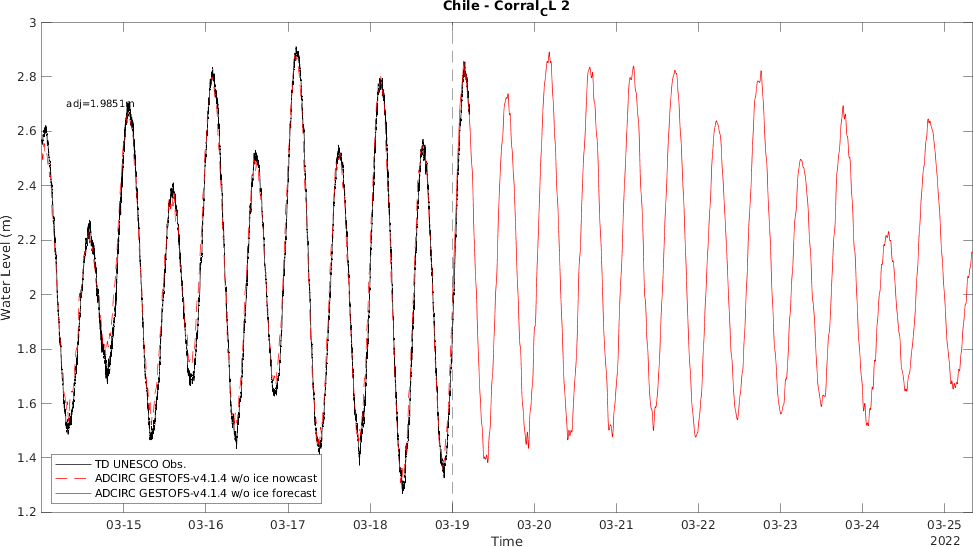 Chile - Corral_CL 2
3
2.8
2.6
2.4
2.2
2
1.8
1.6
1.4
1.2
Water Level (m)
adj=1.9851m
TD UNESCO Obs.
ADCIRC GESTOFS-v4.1.4 w/o ice nowcast
ADCIRC GESTOFS-v4.1.4 w/o ice forecast
03-15 03-16 03-17 03-18 03-19 03-20 03-21 03-22 03-23 03-24 03-25
Time
2022